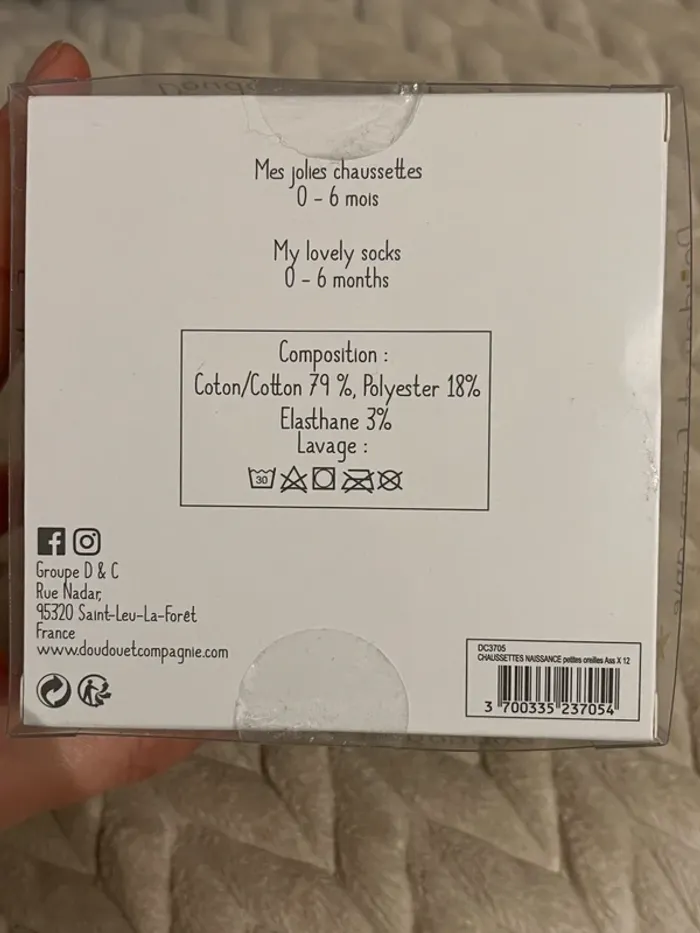 Mes jolies chaussettes
0 - 6 mois
My lovely socks
0 - 6 months
Composition :
Coton/Cotton 79 %, Polyester 18%
Elasthane 3%
Lavage :
30
Groupe D & C
Rue Nadar,
95320 Saint-Leu-La-Forêt
France
www.doudouetcompagnie.com
DC3705
CHAUSSETTES NAISSANCE petites oreilles Ass X 12
3 700335 237054